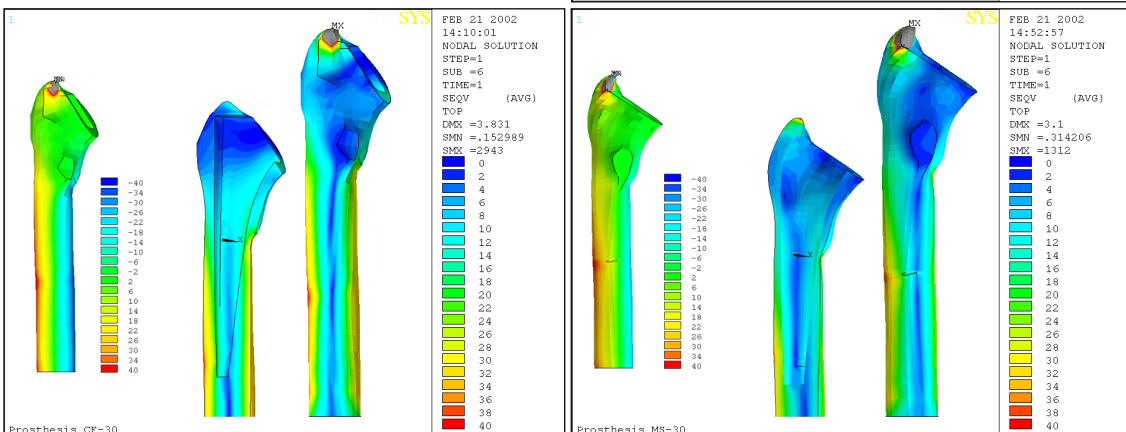 1
SYS
FEB 21 2002
14:10:01
NODAL SOLUTION
STEP=1
SUB =6
TIME=1
SEQV (AVG)
TOP
DMX =3.831
SMN =.152989
SMX =2943
0
2
4
6
8
10
12
14
16
18
20
22
24
26
28
30
32
34
36
38
40
MX
MX
-40
-34
-30
-26
-22
-18
-14
-10
-6
-2
2
6
10
14
18
22
26
30
34
40
X
Prosthesis CF-30
1
SYS
FEB 21 2002
14:52:57
NODAL SOLUTION
STEP=1
SUB =6
TIME=1
SEQV (AVG)
TOP
DMX =3.1
SMN =.314206
SMX =1312
0
2
4
6
8
10
12
14
16
18
20
22
24
26
28
30
32
34
36
38
40
MX
-40
-34
-30
-26
-22
-18
-14
-10
-6
-2
2
6
10
14
18
22
26
30
34
40
X
Prosthesis MS-30